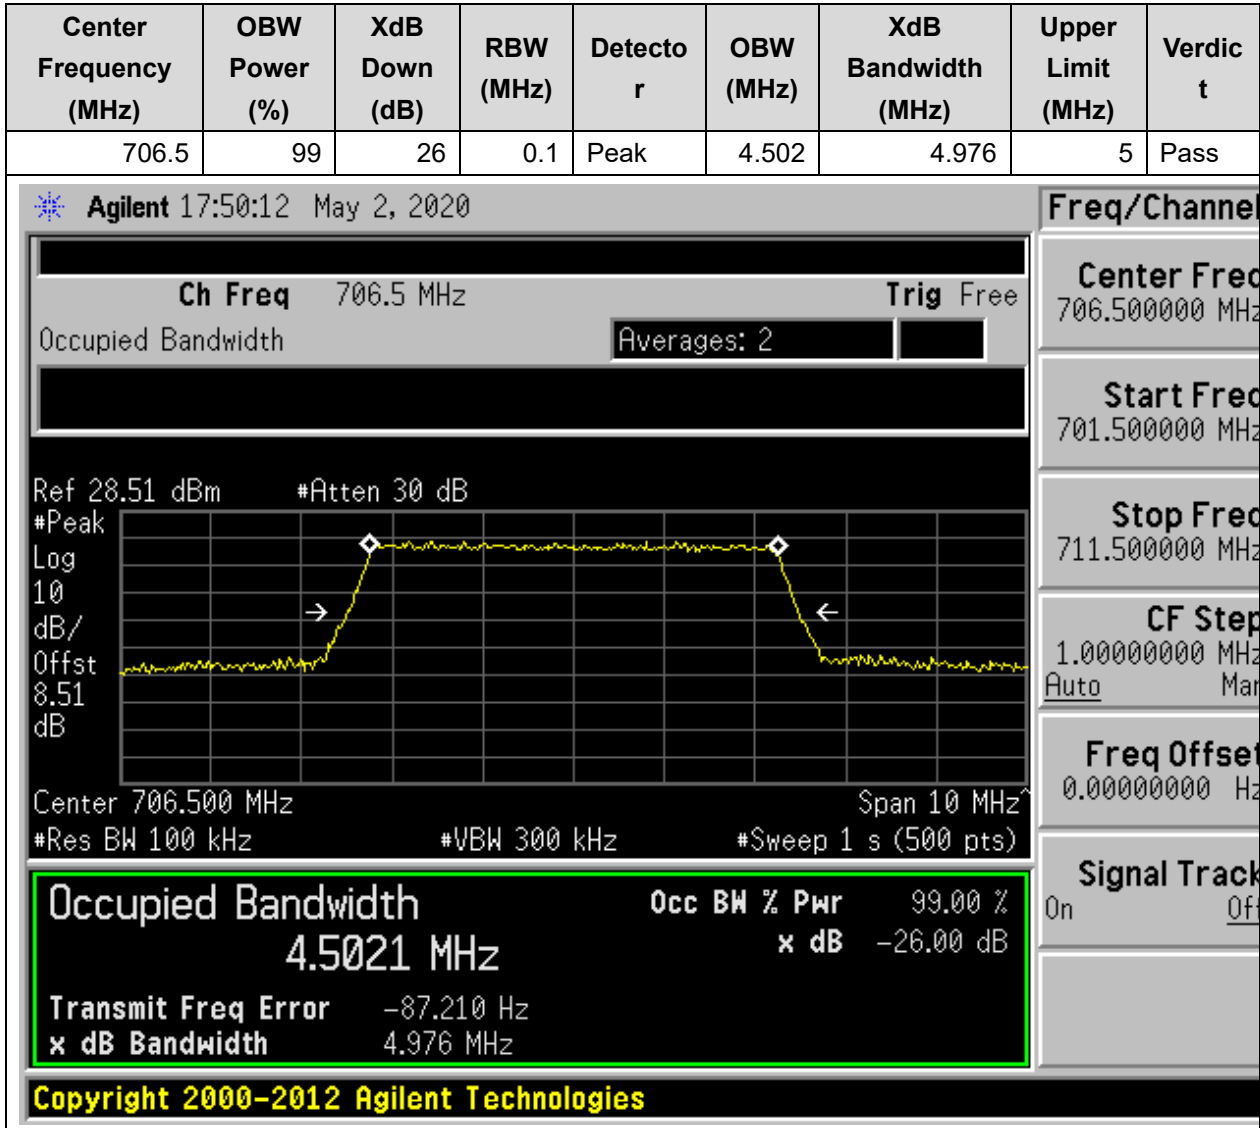 Center Frequency (MHz) OBW Power (%) XdB Down (dB) RBW (MHz) Detecto r OBW (MHz) XdB Bandwidth (MHz) Upper Limit (MHz) Verdic t
706.5 99 26 0.1 Peak 4.502 4.976 5 Pass
Agilent 17:50:12 May 2, 2020
Ch Freq 706.5 MHz Trig Free
Occupied Bandwidth Averages: 2
Ref 28.51 dBm #Atten 30 dB
#Peak
Log
10
dB/
Offst
8.51
dB
Center 706.500 MHz Span 10 MHz^
#Res BW 100 kHz #VBW 300 kHz #Sweep 1 s (500 pts)
Occupied Bandwidth Occ BW % Pwr 99.00 %
4.5021 MHz x dB -26.00 dB
Transmit Freq Error -87.210 Hz
x dB Bandwidth 4.976 MHz
Copyright 2000-2012 Agilent Technologies
Freq/Channel
Center Freq
706.500000 MHz
Start Freq
701.500000 MHz
Stop Freq
711.500000 MHz
CF Step
1.00000000 MHz
Auto Man
Freq Offset
0.00000000 Hz
Signal Track
On Off